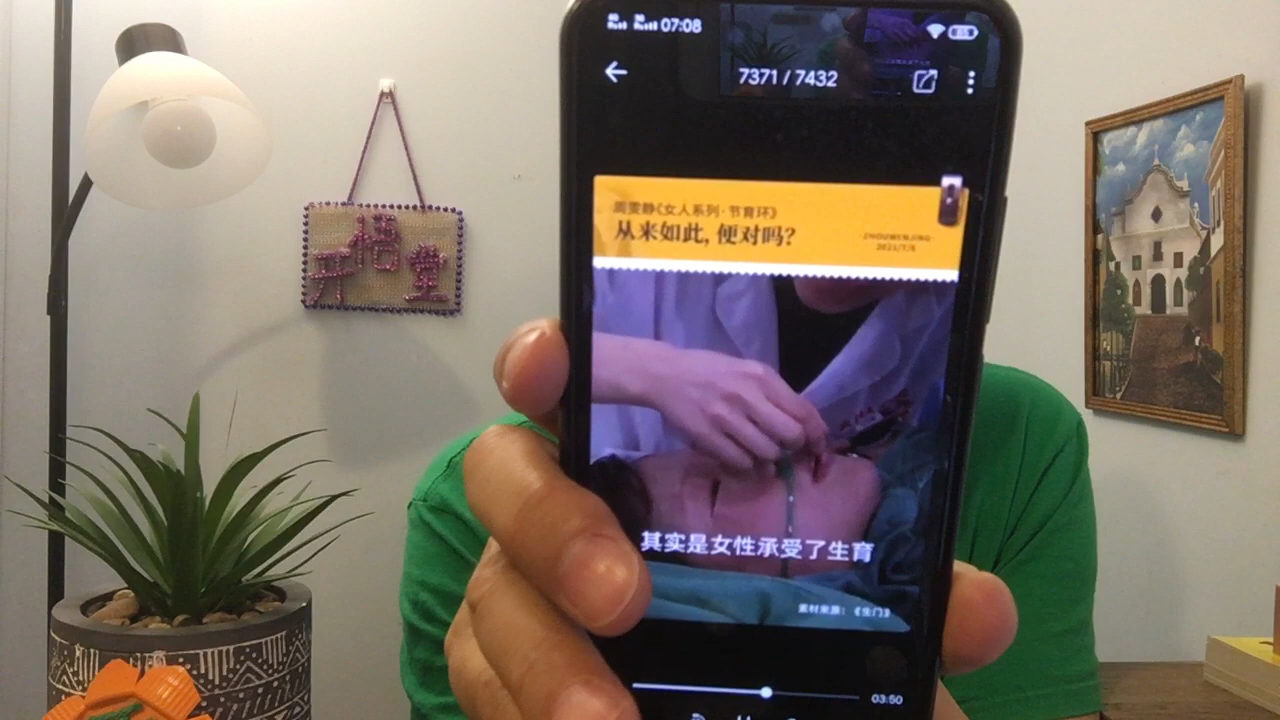 07:08
7371 / 7432
周雯静《女人系列·节育环》
从来如此，便对吗？
-ZHOUWENJING-
2021/7/5
其实是女性承受了生育
素材来源：《生门》
03:50
开悟堂